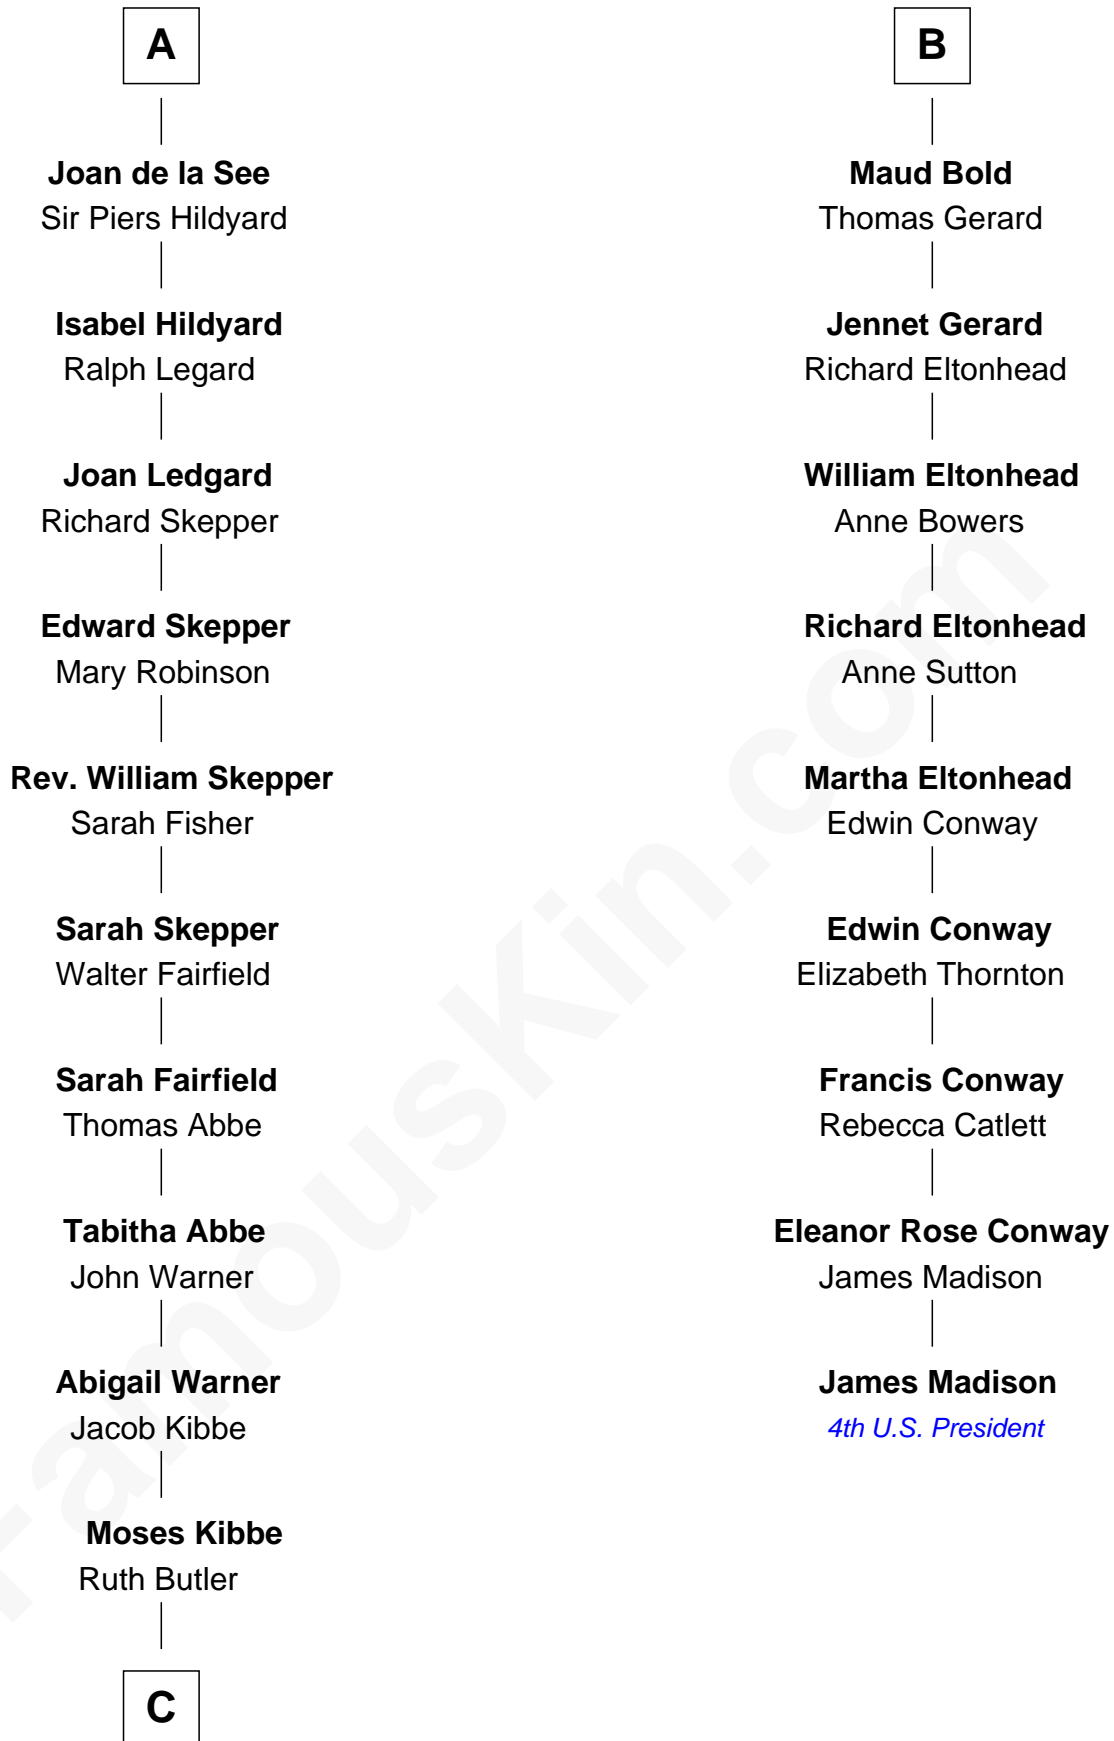 A
Joan de la See
Sir Piers Hildyard
Isabel Hildyard
Ralph Legard
Joan Ledgard
Richard Skepper
Edward Skepper
Mary Robinson
Rev. William Skepper
Sarah Fisher
Sarah Skepper
Walter Fairfield
Sarah Fairfield
Thomas Abbe
Tabitha Abbe
John Warner
Abigail Warner
Jacob Kibbe
Moses Kibbe
Ruth Butler
C
B
Maud Bold
Thomas Gerard
Jennet Gerard
Richard Eltonhead
William Eltonhead
Anne Bowers
Richard Eltonhead
Anne Sutton
Martha Eltonhead
Edwin Conway
Edwin Conway
Elizabeth Thornton
Francis Conway
Rebecca Catlett
Eleanor Rose Conway
James Madison
James Madison
4th U.S. President
FamousKin.com